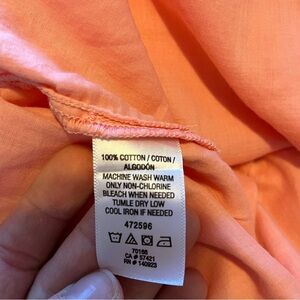 100% COTTON / COTON /
ALGODÓN
MACHINE WASH WARM
ONLY NON-CHLORINE
BLEACH WHEN NEEDED
TUMLE DRY LOW
COOL IRON IF NEEDED
472596
70166
CA # 57421
RN # 140923